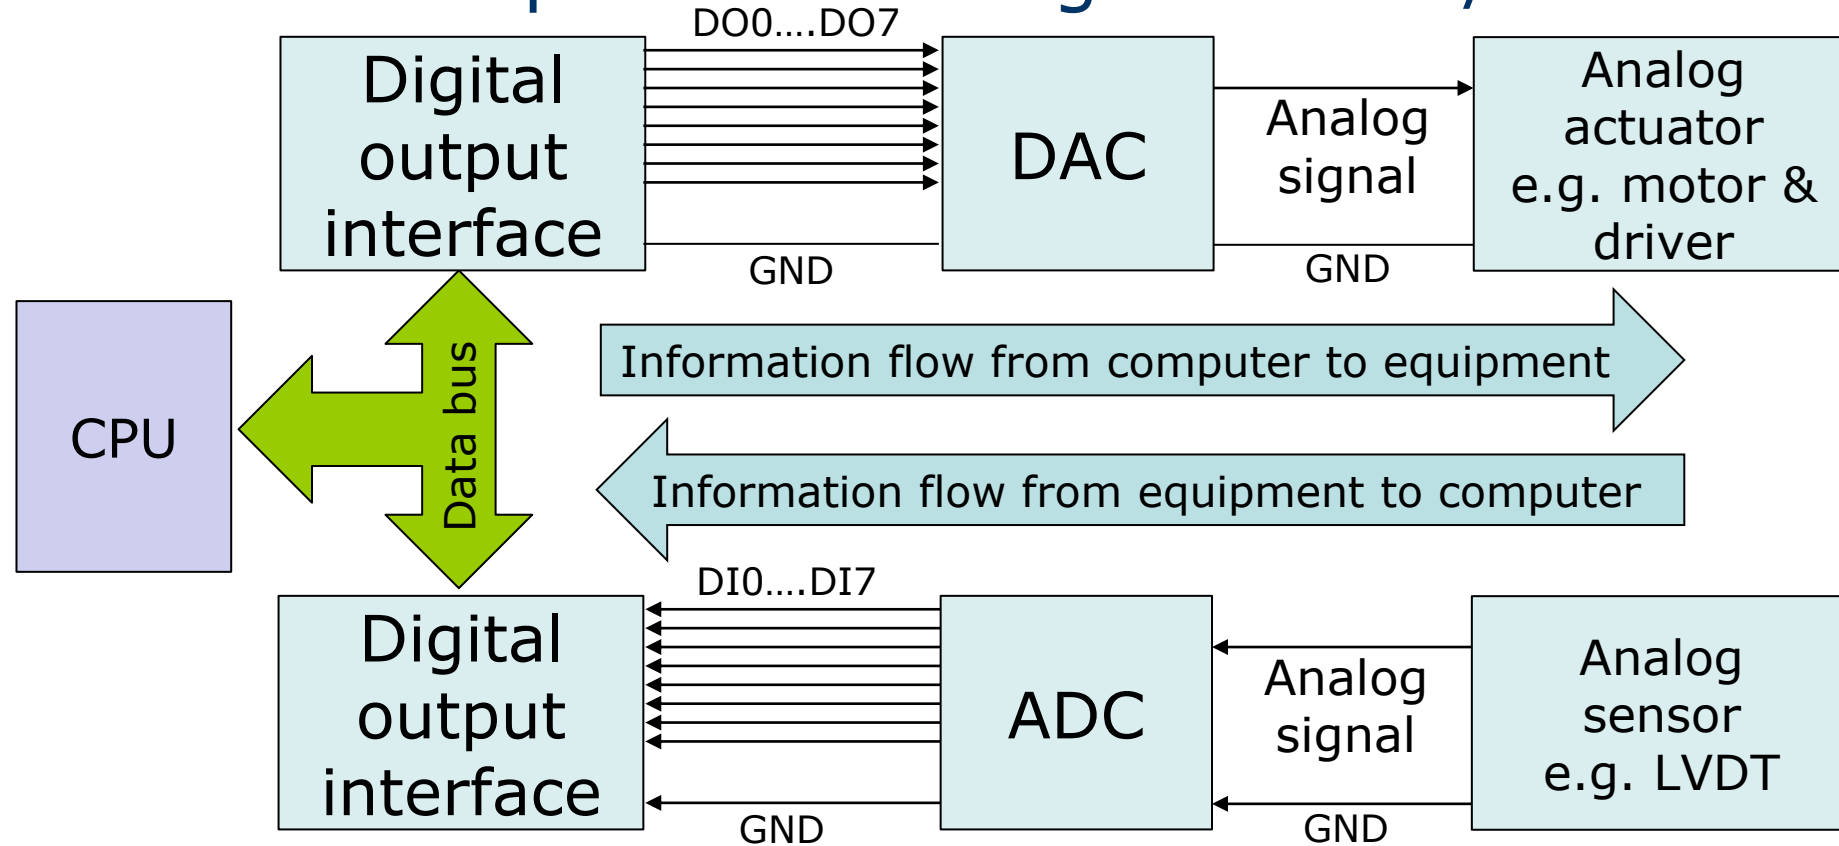 DO0....DO7
Digital
output
interface
DAC
Analog
signal
Analog
actuator
e.g. motor &
driver
GND
GND
CPU
Data bus
Information flow from computer to equipment
Information flow from equipment to computer
DI0....DI7
Digital
output
interface
ADC
Analog
signal
Analog
sensor
e.g. LVDT
GND
GND